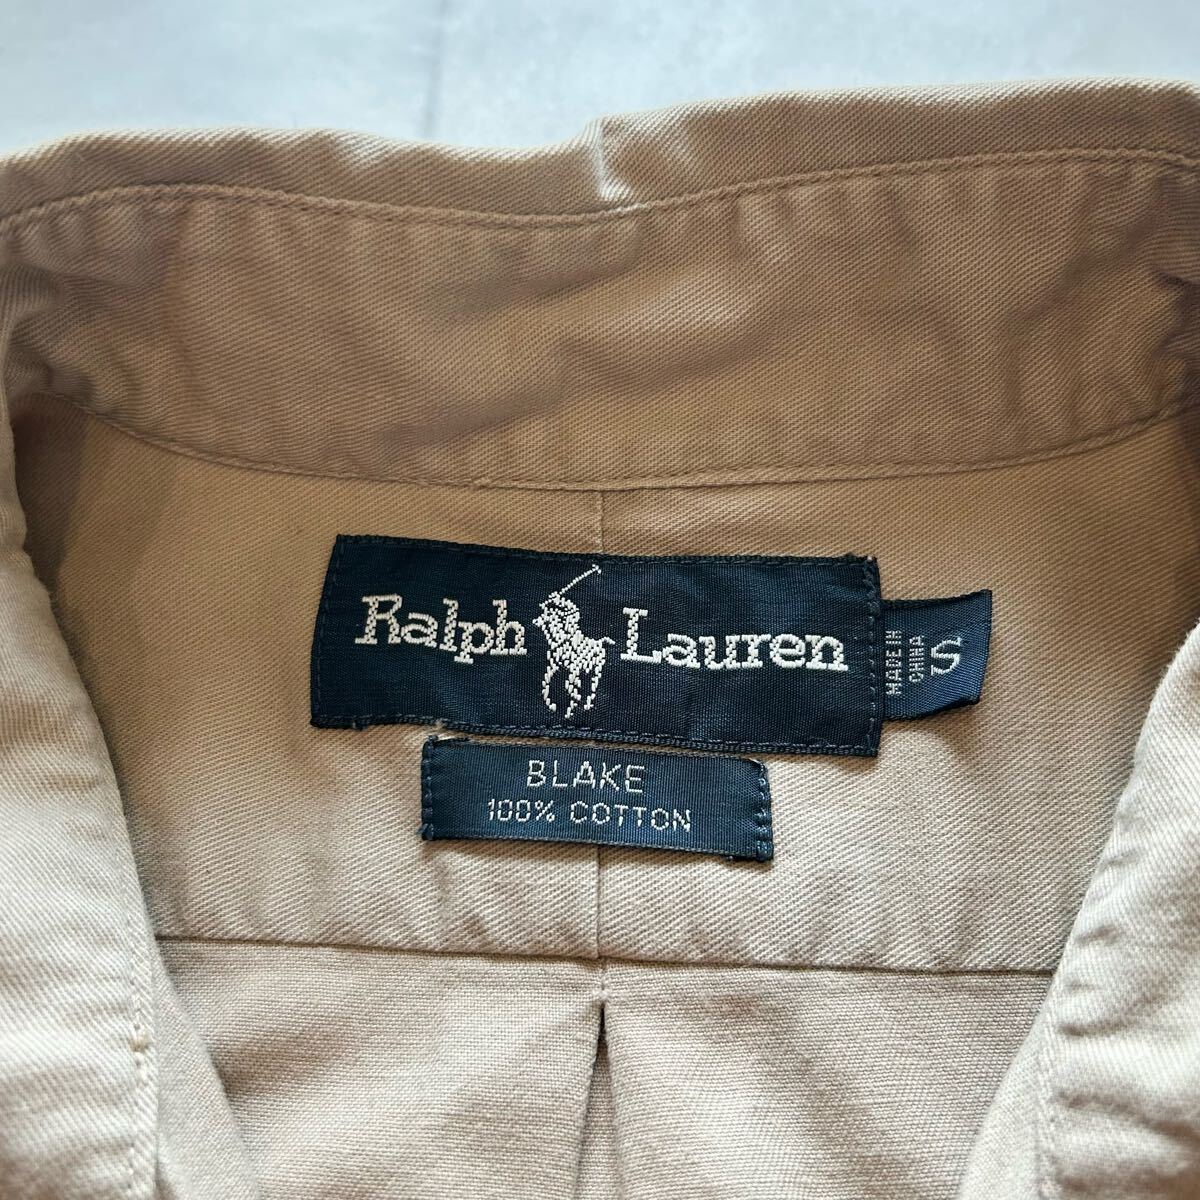 Ralph Lauren
MADE IN
CHINA
S
BLAKE
100% COTTON